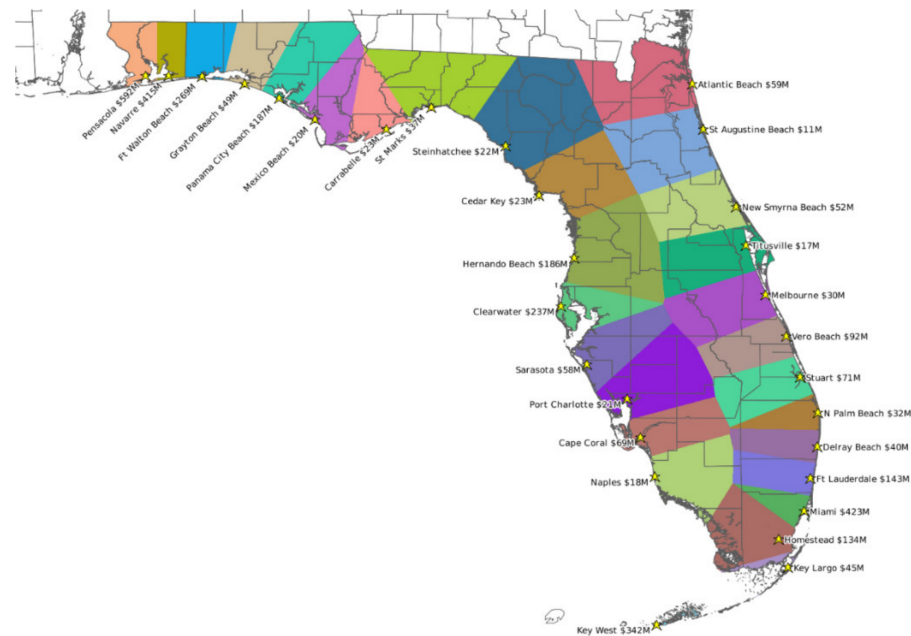 Pensacola $592M
Navarre $415M
Ft Walton Beach $269M
Grayton Beach $49M
Panama City Beach $187M
Mexico Beach $20M
Carrabelle $23M
St Marks $37M
Steinhatchee $22M
Cedar Key $23M
Hernando Beach $186M
Clearwater $237M
Sarasota $58M
Port Charlotte $21M
Cape Coral $69M
Naples $18M
Key West $342M
Atlantic Beach $59M
St Augustine Beach $11M
New Smyrna Beach $52M
Titusville $17M
Melbourne $30M
Vero Beach $92M
Stuart $71M
N Palm Beach $32M
Delray Beach $40M
Ft Lauderdale $143M
Miami $423M
Homestead $134M
Key Largo $45M